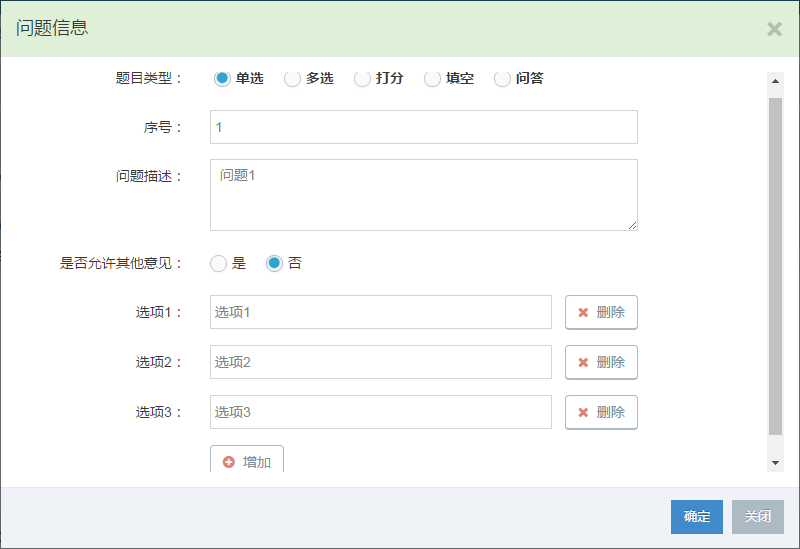 问题信息
题目类型： 单选 多选 打分 填空 问答
序号： 1
问题描述： 问题1
是否允许其他意见： 是 否
选项1： 选项1 删除
选项2： 选项2 删除
选项3： 选项3 删除
增加
确定 关闭